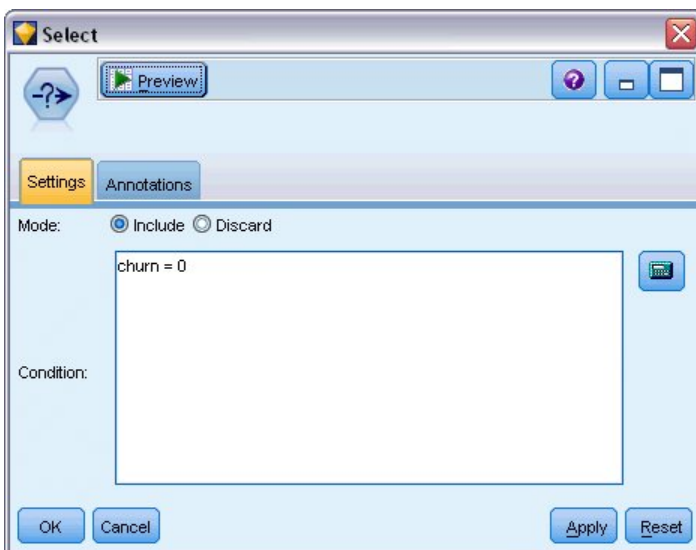 Select
Preview
Settings Annotations
Mode: Include Discard
churn = 0
Condition:
OK Cancel Apply Reset